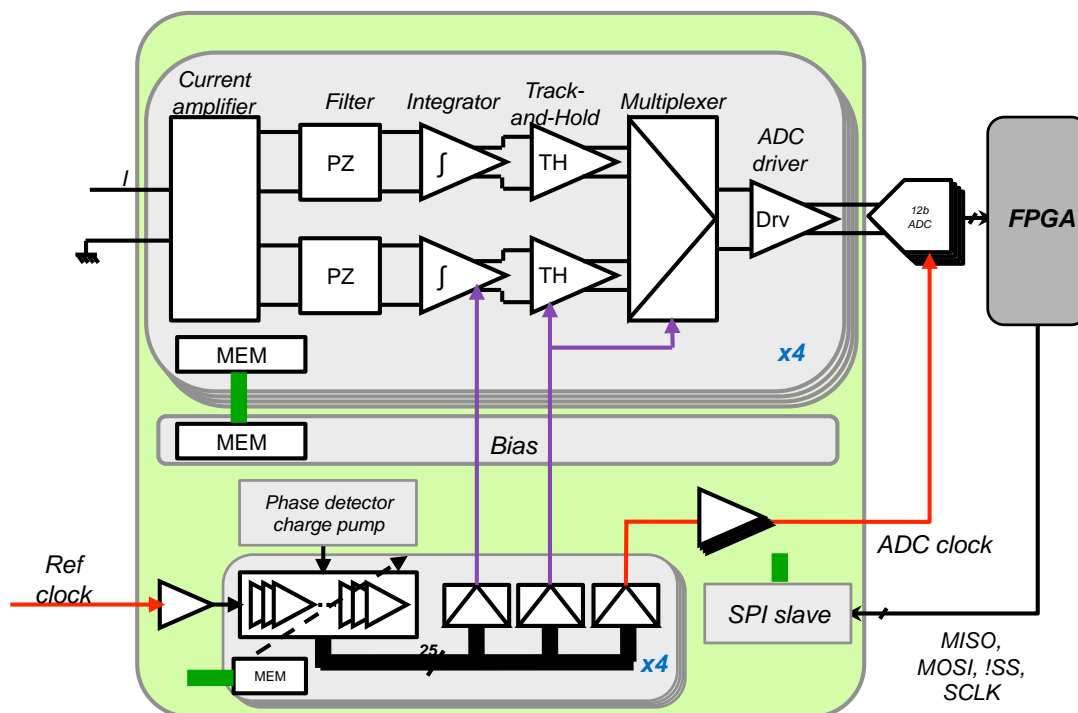 Current
amplifier
Filter
Integrator
Track-
and-Hold
Multiplexer
ADC
driver
I
PZ
∫
TH
Drv
12b
ADC
FPGA
PZ
∫
TH
MEM
x4
MEM
Bias
Phase detector
charge pump
Ref
clock
ADC clock
SPI slave
25
MEM
x4
MISO,
MOSI, !SS,
SCLK